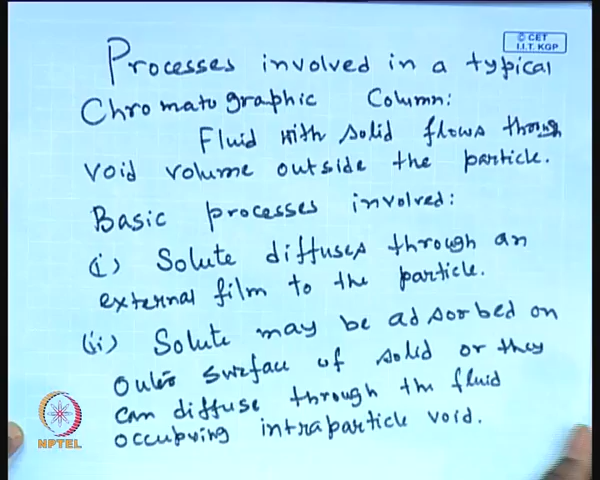 © CET
I.I.T. KGP
Processes involved in a typical
Chromatographic Column:
Fluid with solid flows through
void volume outside the particle.
Basic processes involved:
(i) Solute diffuses through an
external film to the particle.
(ii) Solute may be adsorbed on
outer surface of solid or they
can diffuse through the fluid
occupying intraparticle void.
NPTEL